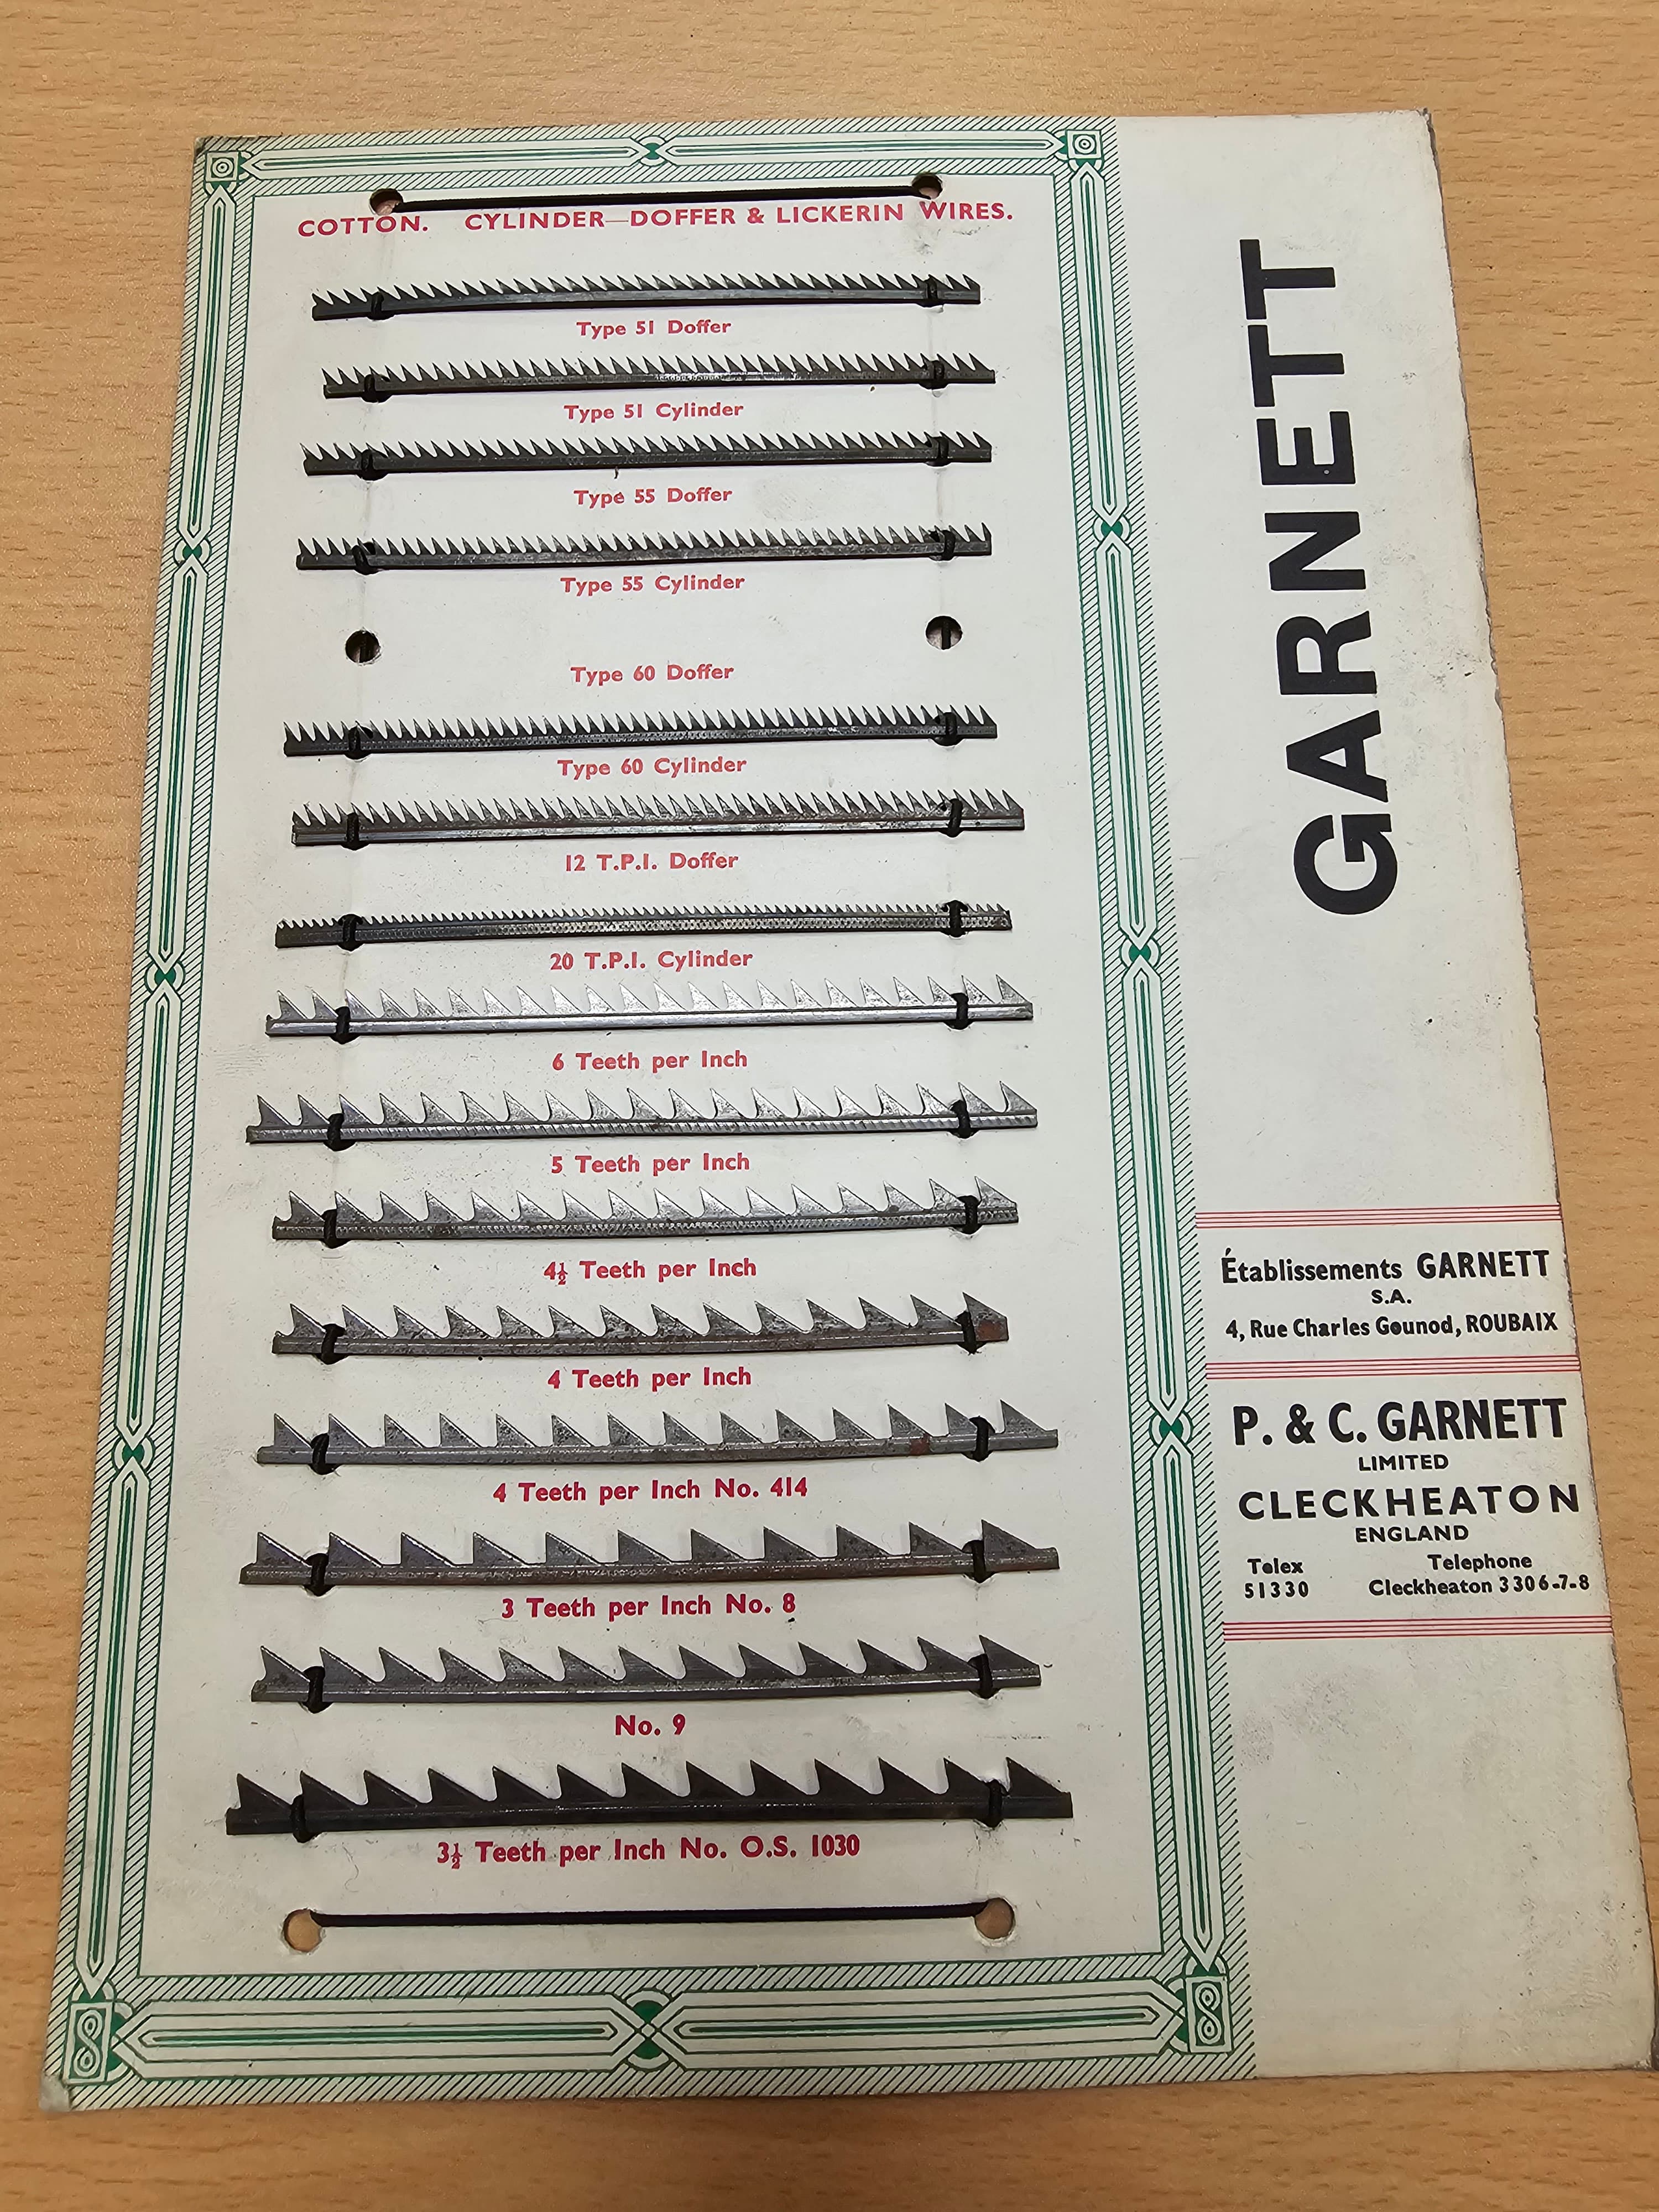 COTTON. CYLINDER—DOFFER & LICKERIN WIRES.
Type 51 Doffer
Type 51 Cylinder
Type 55 Doffer
Type 55 Cylinder
Type 60 Doffer
Type 60 Cylinder
12 T.P.I. Doffer
20 T.P.I. Cylinder
6 Teeth per Inch
5 Teeth per Inch
4½ Teeth per Inch
4 Teeth per Inch
4 Teeth per Inch No. 414
3 Teeth per Inch No. 8
No. 9
3½ Teeth per Inch No. O.S. 1030
GARNETT
Établissements GARNETT
S.A.
4, Rue Charles Gounod, ROUBAIX
P. & C. GARNETT
LIMITED
CLECKHEATON
ENGLAND
Telex Telephone
51330 Cleckheaton 3306-7-8